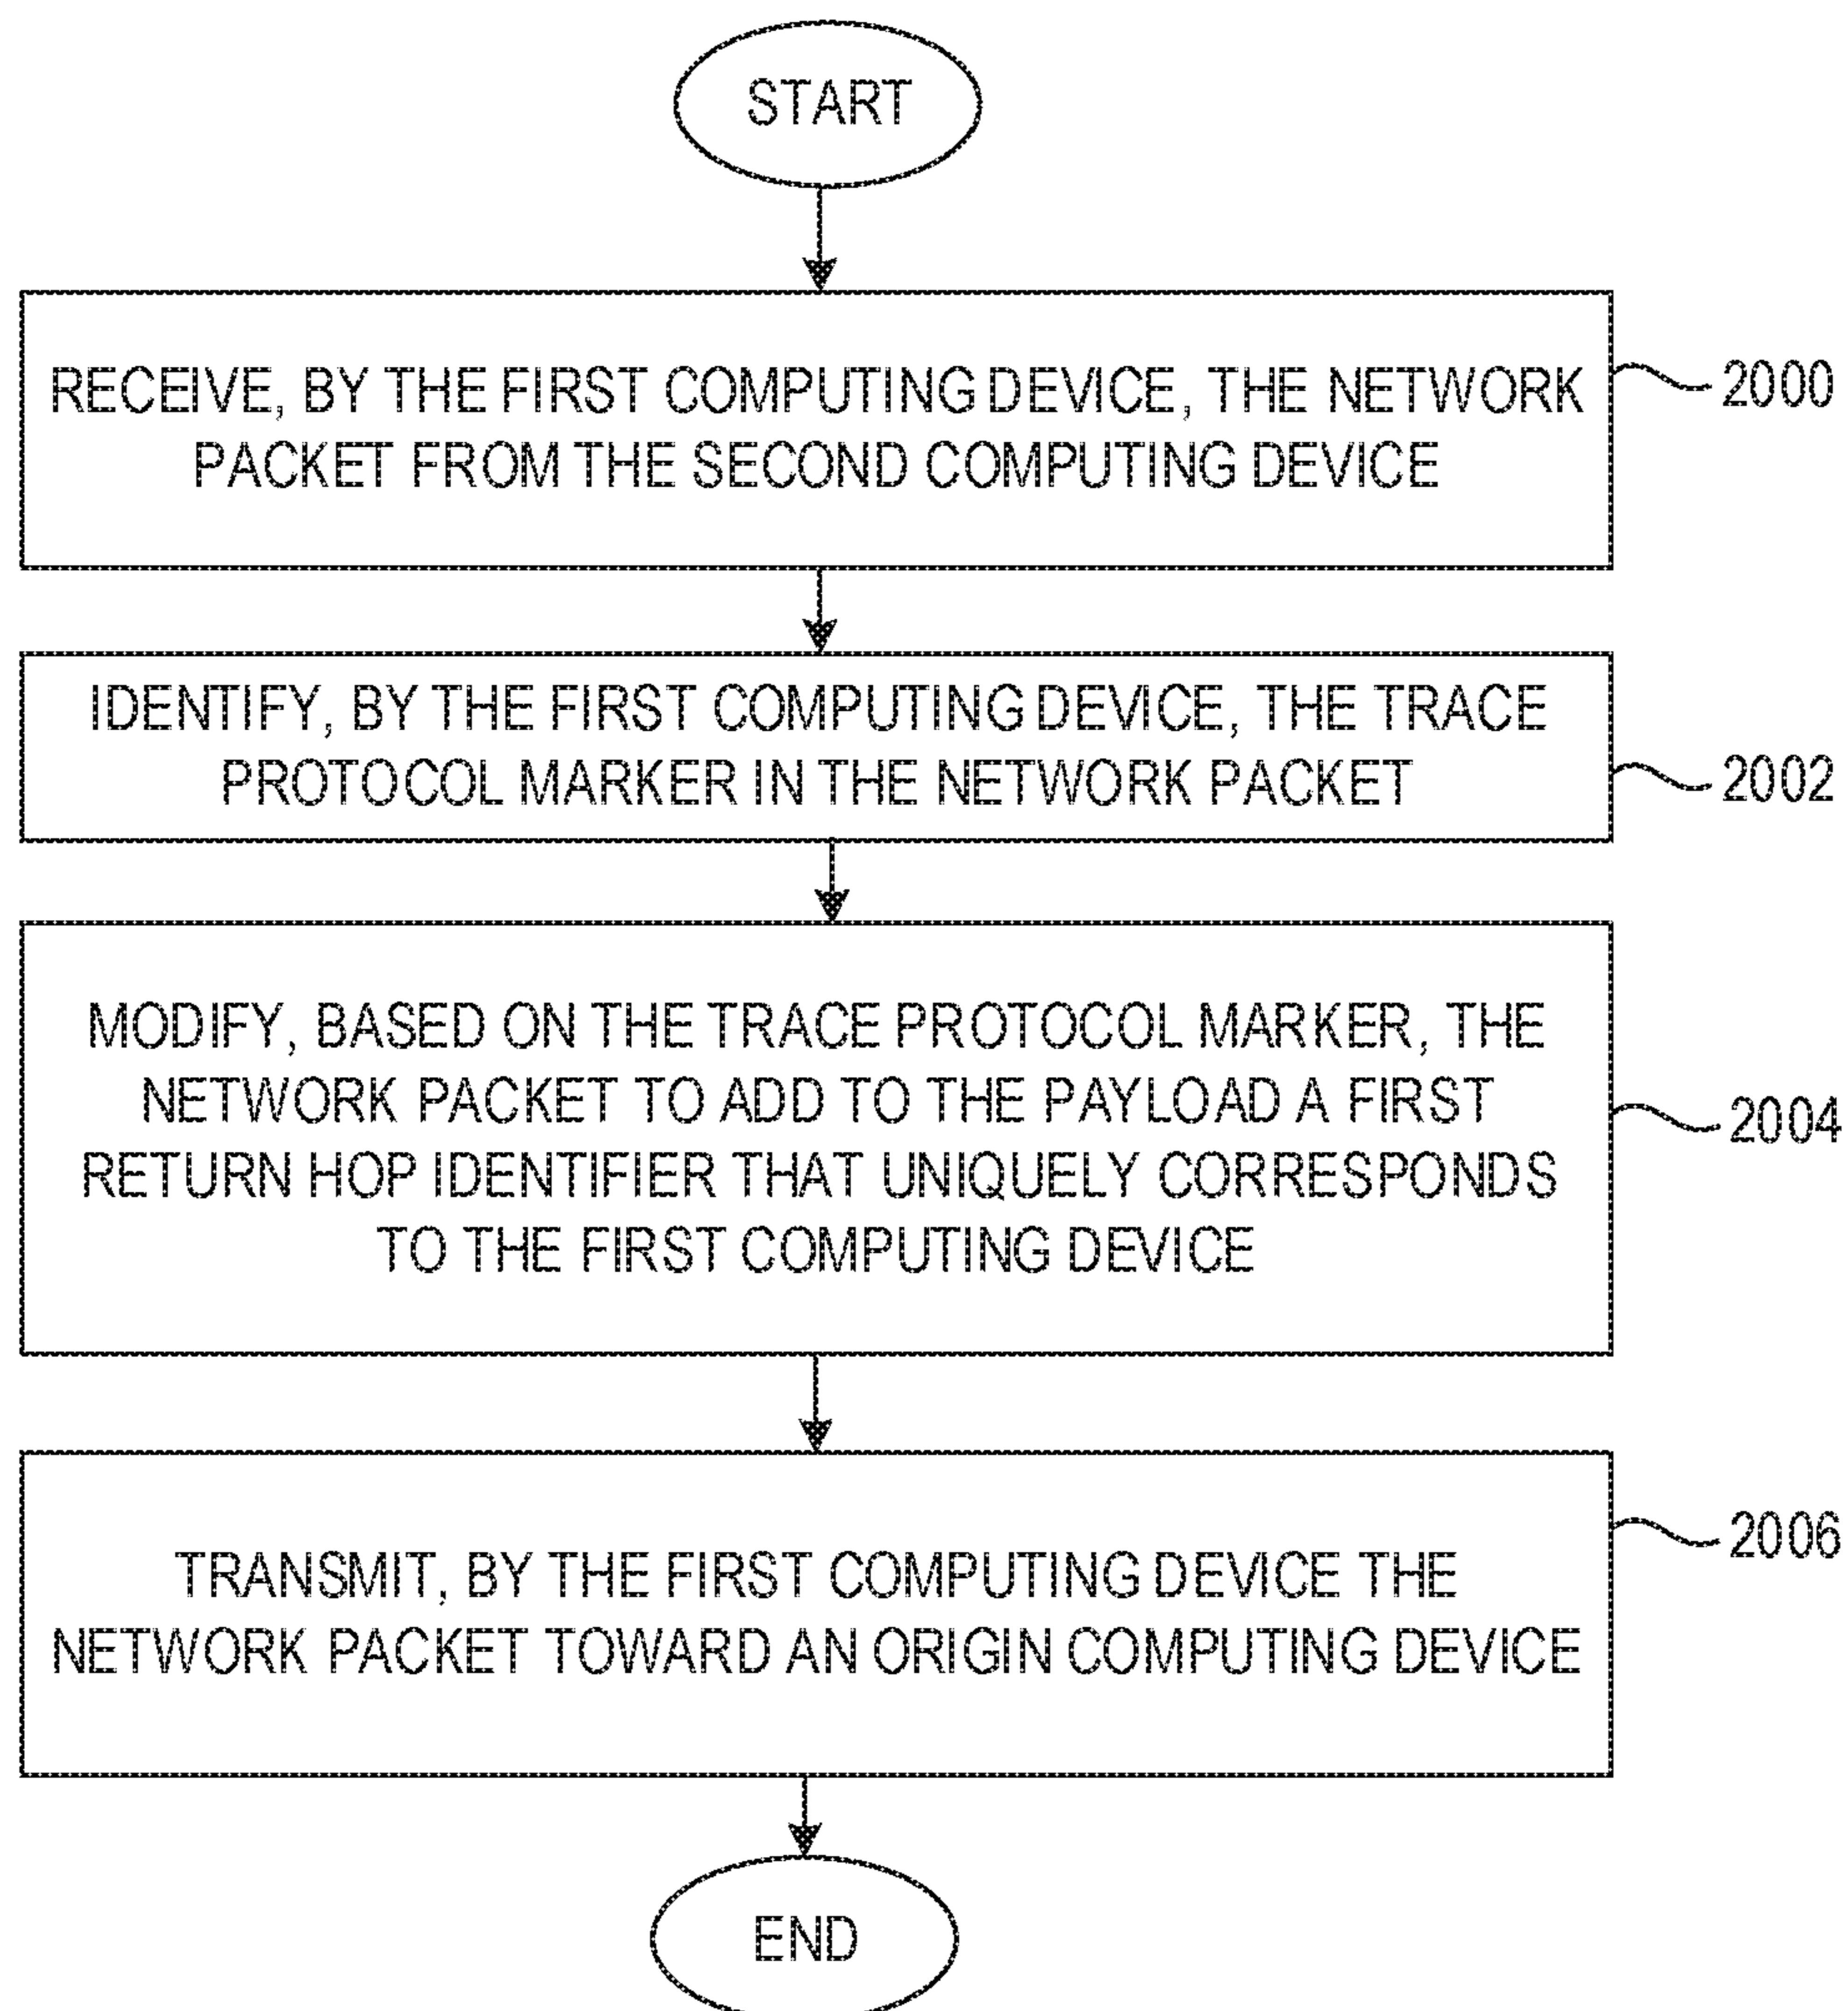 START
RECEIVE, BY THE FIRST COMPUTING DEVICE, THE NETWORK
PACKET FROM THE SECOND COMPUTING DEVICE
2000
IDENTIFY, BY THE FIRST COMPUTING DEVICE, THE TRACE
PROTOCOL MARKER IN THE NETWORK PACKET
2002
MODIFY, BASED ON THE TRACE PROTOCOL MARKER, THE
NETWORK PACKET TO ADD TO THE PAYLOAD A FIRST
RETURN HOP IDENTIFIER THAT UNIQUELY CORRESPONDS
TO THE FIRST COMPUTING DEVICE
2004
TRANSMIT, BY THE FIRST COMPUTING DEVICE THE
NETWORK PACKET TOWARD AN ORIGIN COMPUTING DEVICE
2006
END